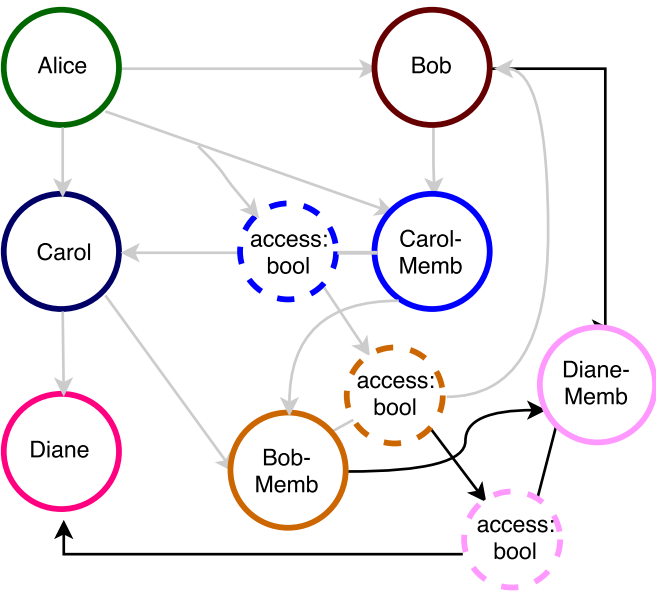 Alice
Bob
Carol
access:
bool
Carol-
Memb
Diane
access:
bool
Diane-
Memb
Bob-
Memb
access:
bool